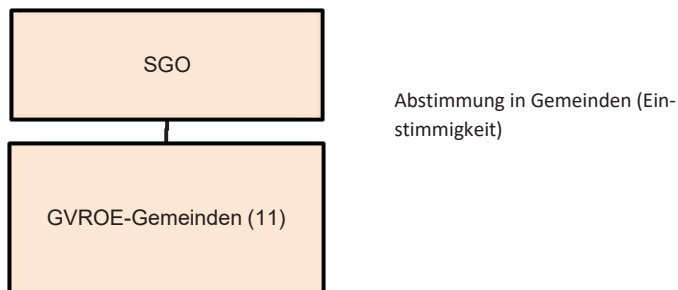 SGO
Abstimmung in Gemeinden (Ein-
stimmigkeit)
GVROE-Gemeinden (11)